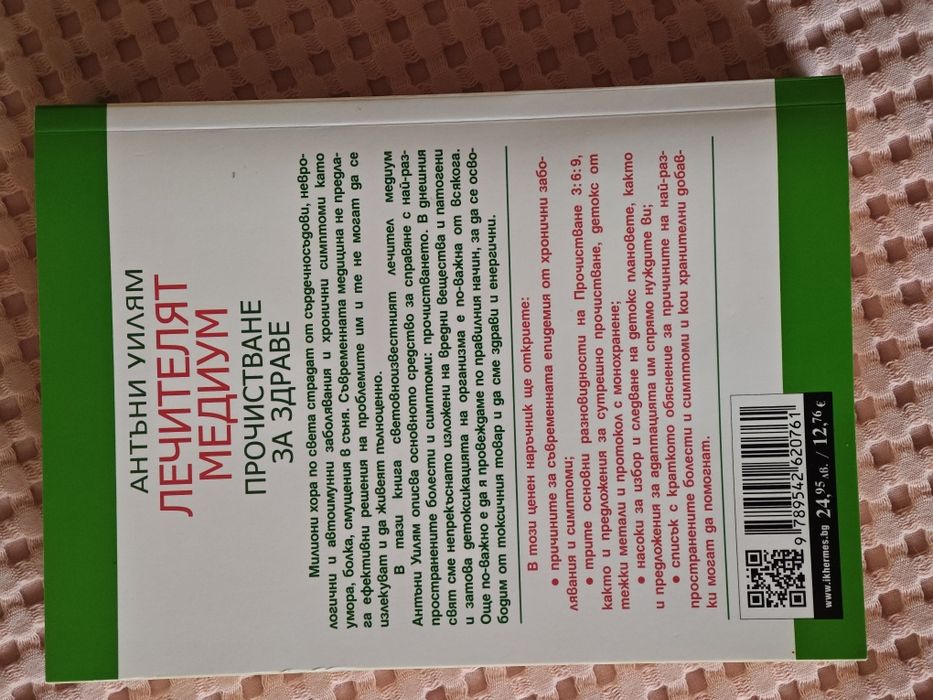 АНТЪНИ УИЛЯМ
ЛЕЧИТЕЛЯТ
МЕДИУМ
ПРОЧИСТВАНЕ
ЗА ЗДРАВЕ
Милиони хора по света страдат от сърдечносъдови, невро-
логични и автоимунни заболявания и хронични симптоми като
умора, болка, смущения в съня. Съвременната медицина не предла-
га ефективни решения на проблемите им и те не могат да се
излекуват и да живеят пълноценно.
В тази книга световноизвестният лечител медиум
Антъни Уилям описва основното средство за справяне с най-раз-
пространените болести и симптоми: прочистването. В днешния
свят сме непрекъснато изложени на вредни вещества и патогени
и затова детоксикацията на организма е по-важна от всякога.
Още по-важно е да я провеждаме по правилния начин, за да се осво-
бодим от токсичния товар и да сме здрави и енергични.
В този ценен наръчник ще откриете:
• причините за съвременната епидемия от хронични забо-
лявания и симптоми;
• трите основни разновидности на Прочистване 3:6:9,
както и предложения за сутрешно прочистване, детокс от
тежки метали и протокол с монохранене;
• насоки за избор и следване на детокс плановете, както
и предложения за адаптацията им спрямо нуждите ви;
• списък с краткото обяснение за причините на най-раз-
пространените болести и симптоми и кои хранителни добав-
ки могат да помогнат.
9 789542 620761
www.ikhermes.bg 24,95 лв. / 12,76 €